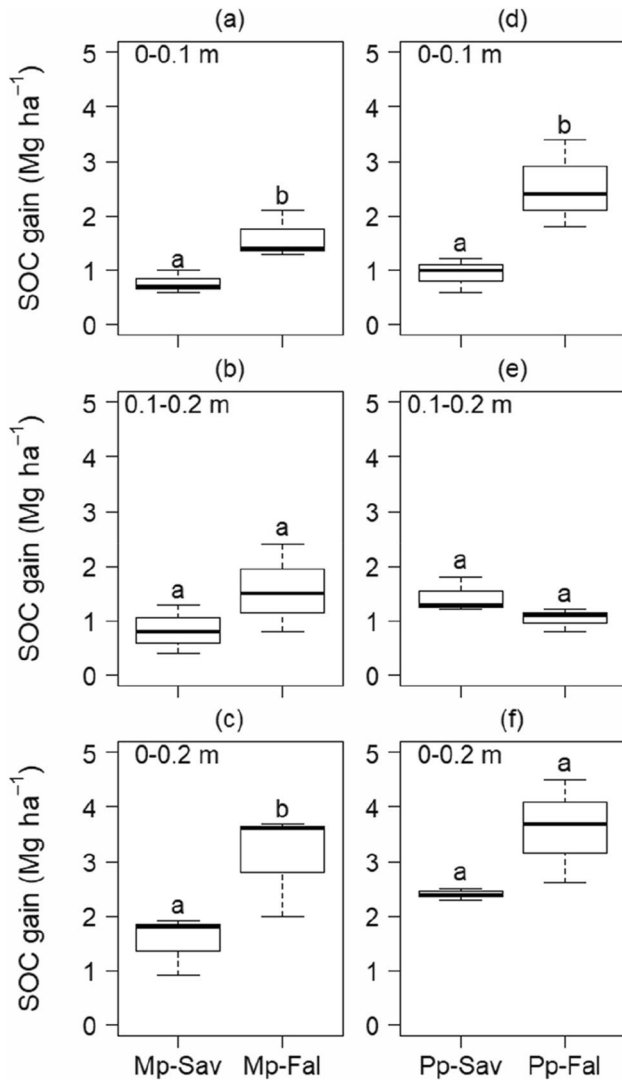 (a)
SOC gain (Mg ha⁻¹)
5
4
3
2
1
0
0-0.1 m
a
b
(d)
5
4
3
2
1
0
0-0.1 m
a
b
(b)
SOC gain (Mg ha⁻¹)
5
4
3
2
1
0
0.1-0.2 m
a
a
(e)
5
4
3
2
1
0
0.1-0.2 m
a
a
(c)
SOC gain (Mg ha⁻¹)
5
4
3
2
1
0
0-0.2 m
a
b
Mp-Sav Mp-Fal
(f)
5
4
3
2
1
0
0-0.2 m
a
a
Pp-Sav Pp-Fal